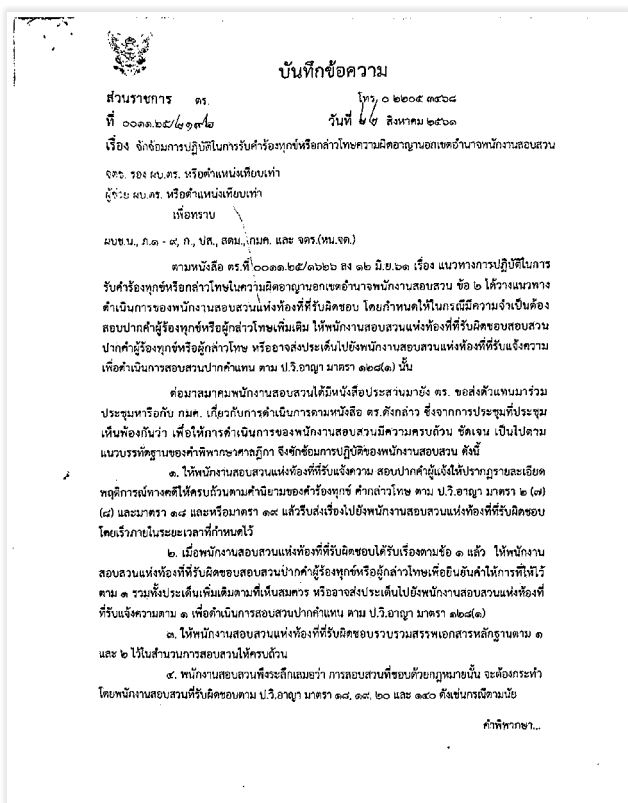 บันทึกข้อความ
ส่วนราชการ ตร. โทร. ๐ ๒๒๐๕ ๓๔๖๘
ที่ ๐๐๑๑.๒๕/ วันที่ ๒๒ สิงหาคม ๒๕๖๑
เรื่อง ซักซ้อมการปฏิบัติในการรับคำร้องทุกข์หรือกล่าวโทษความผิดอาญานอกเขตอำนาจพนักงานสอบสวน
จตช. รอง ผบ.ตร. หรือตำแหน่งเทียบเท่า
ผู้ช่วย ผบ.ตร. หรือตำแหน่งเทียบเท่า
เพื่อทราบ
ผบช.น., ภ.๑ - ๙, ก., ปส., สตม., กมค. และ จตร.(หน.จต.)
ตามหนังสือ ตร.ที่ ๐๐๑๑.๒๕/๑๖๒๖ ลง ๑๒ มิ.ย.๖๑ เรื่อง แนวทางการปฏิบัติในการ
รับคำร้องทุกข์หรือกล่าวโทษในความผิดอาญานอกเขตอำนาจพนักงานสอบสวน ข้อ ๒ ได้วางแนวทาง
ดำเนินการของพนักงานสอบสวนแห่งท้องที่ที่รับผิดชอบ โดยกำหนดให้ในกรณีมีความจำเป็นต้อง
สอบปากคำผู้ร้องทุกข์หรือผู้กล่าวโทษเพิ่มเติม ให้พนักงานสอบสวนแห่งท้องที่ที่รับผิดชอบสอบสวน
ปากคำผู้ร้องทุกข์หรือผู้กล่าวโทษ หรืออาจส่งประเด็นไปยังพนักงานสอบสวนแห่งท้องที่ที่รับแจ้งความ
เพื่อดำเนินการสอบสวนปากคำแทน ตาม ป.วิ.อาญา มาตรา ๑๒๘(๑) นั้น
ต่อมาสมาคมพนักงานสอบสวนได้มีหนังสือประสานมายัง ตร. ขอส่งตัวแทนมาร่วม
ประชุมหารือกับ กมค. เกี่ยวกับการดำเนินการตามหนังสือ ตร.ดังกล่าว ซึ่งจากการประชุมที่ประชุม
เห็นพ้องกันว่า เพื่อให้การดำเนินการของพนักงานสอบสวนมีความครบถ้วน ชัดเจน เป็นไปตาม
แนวบรรทัดฐานของคำพิพากษาศาลฎีกา จึงซักซ้อมการปฏิบัติของพนักงานสอบสวน ดังนี้
๑. ให้พนักงานสอบสวนแห่งท้องที่ที่รับแจ้งความ สอบปากคำผู้แจ้งให้ปรากฏรายละเอียด
พฤติการณ์ทางคดีให้ครบถ้วนตามคำนิยามของคำร้องทุกข์ คำกล่าวโทษ ตาม ป.วิ.อาญา มาตรา ๒ (๗)
(๘) และมาตรา ๑๘ และหรือมาตรา ๑๙ แล้วรีบส่งเรื่องไปยังพนักงานสอบสวนแห่งท้องที่ที่รับผิดชอบ
โดยเร็วภายในระยะเวลาที่กำหนดไว้
๒. เมื่อพนักงานสอบสวนแห่งท้องที่ที่รับผิดชอบได้รับเรื่องตามข้อ ๑ แล้ว ให้พนักงาน
สอบสวนแห่งท้องที่ที่รับผิดชอบสอบสวนปากคำผู้ร้องทุกข์หรือผู้กล่าวโทษเพื่อยืนยันคำให้การที่ให้ไว้
ตาม ๑ รวมทั้งประเด็นเพิ่มเติมตามที่เห็นสมควร หรืออาจส่งประเด็นไปยังพนักงานสอบสวนแห่งท้องที่
ที่รับแจ้งความตาม ๑ เพื่อดำเนินการสอบสวนปากคำแทน ตาม ป.วิ.อาญา มาตรา ๑๒๘(๑)
๓. ให้พนักงานสอบสวนแห่งท้องที่ที่รับผิดชอบรวบรวมสรรพเอกสารหลักฐานตาม ๑
และ ๒ ไว้ในสำนวนการสอบสวนให้ครบถ้วน
๔. พนักงานสอบสวนพึงระลึกเสมอว่า การสอบสวนที่ชอบด้วยกฎหมายนั้น จะต้องกระทำ
โดยพนักงานสอบสวนที่รับผิดชอบตาม ป.วิ.อาญา มาตรา ๑๘, ๑๙, ๒๐ และ ๑๔๐ ดังเช่นกรณีตามนัย
คำพิพากษา...